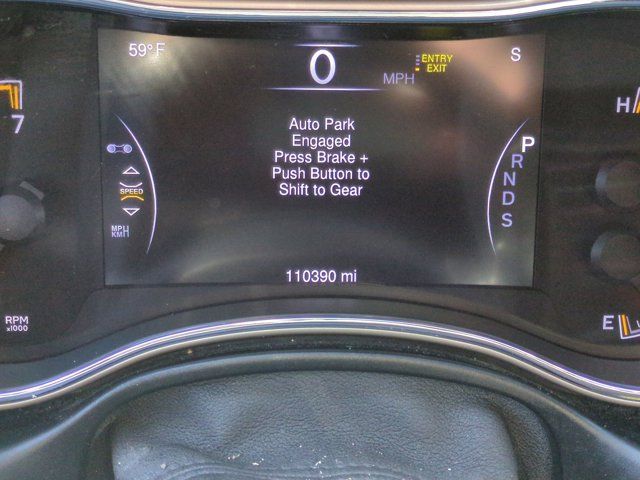 59°F
0
MPH
ENTRY
EXIT
S
7
H
Auto Park
Engaged
Press Brake +
Push Button to
Shift to Gear
P
R
N
D
S
SPEED
MPH
KM/H
110390 mi
RPM
x1000
E